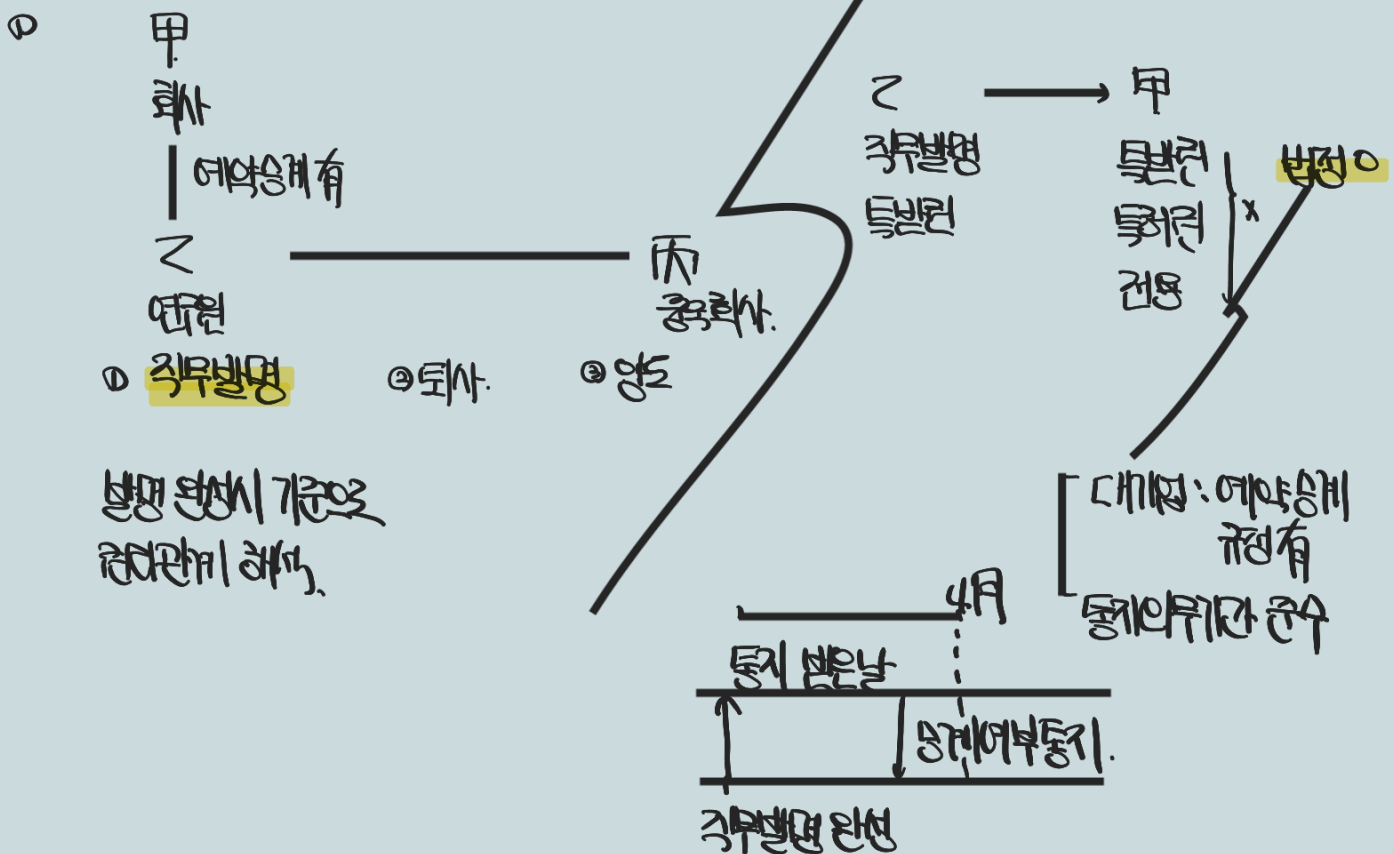 ①
甲
회사
예약승계 有
乙
연구원
丙
중국회사.
① 직무발명
② 퇴사.
③ 양도
발명 완성시 기준으로
권리관계 해석.
乙
직무발명
특받권
甲
특받권
특허권
전용
x
법정 O
대기업 : 예약승계
규정 有
통지의무기간 준수
4月
통지 받은날
승계여부통지.
직무발명 완성